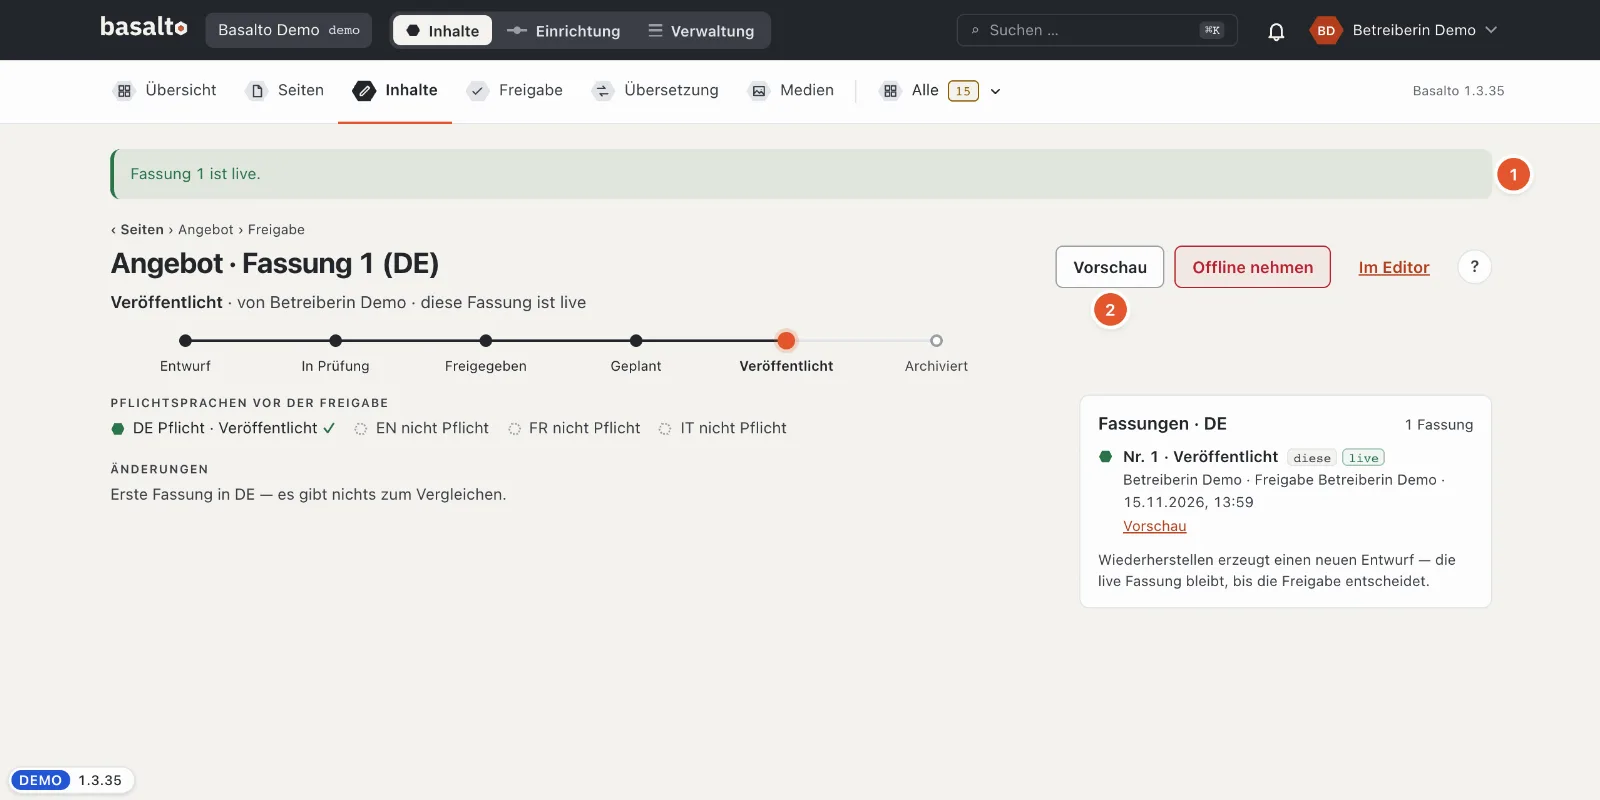 basalto
Basalto Demo demo
Inhalte
Einrichtung
Verwaltung
Suchen ...
⌘K
BD
Betreiberin Demo
Übersicht
Seiten
Inhalte
Freigabe
Übersetzung
Medien
Alle 15
Basalto 1.3.35
Fassung 1 ist live.
1
‹ Seiten › Angebot › Freigabe
Angebot · Fassung 1 (DE)
Vorschau
Offline nehmen
Im Editor
?
2
Veröffentlicht · von Betreiberin Demo · diese Fassung ist live
Entwurf
In Prüfung
Freigegeben
Geplant
Veröffentlicht
Archiviert
PFLICHTSPRACHEN VOR DER FREIGABE
DE Pflicht · Veröffentlicht ✓
EN nicht Pflicht
FR nicht Pflicht
IT nicht Pflicht
ÄNDERUNGEN
Erste Fassung in DE — es gibt nichts zum Vergleichen.
Fassungen · DE
1 Fassung
Nr. 1 · Veröffentlicht diese live
Betreiberin Demo · Freigabe Betreiberin Demo ·
15.11.2026, 13:59
Vorschau
Wiederherstellen erzeugt einen neuen Entwurf — die
live Fassung bleibt, bis die Freigabe entscheidet.
DEMO 1.3.35